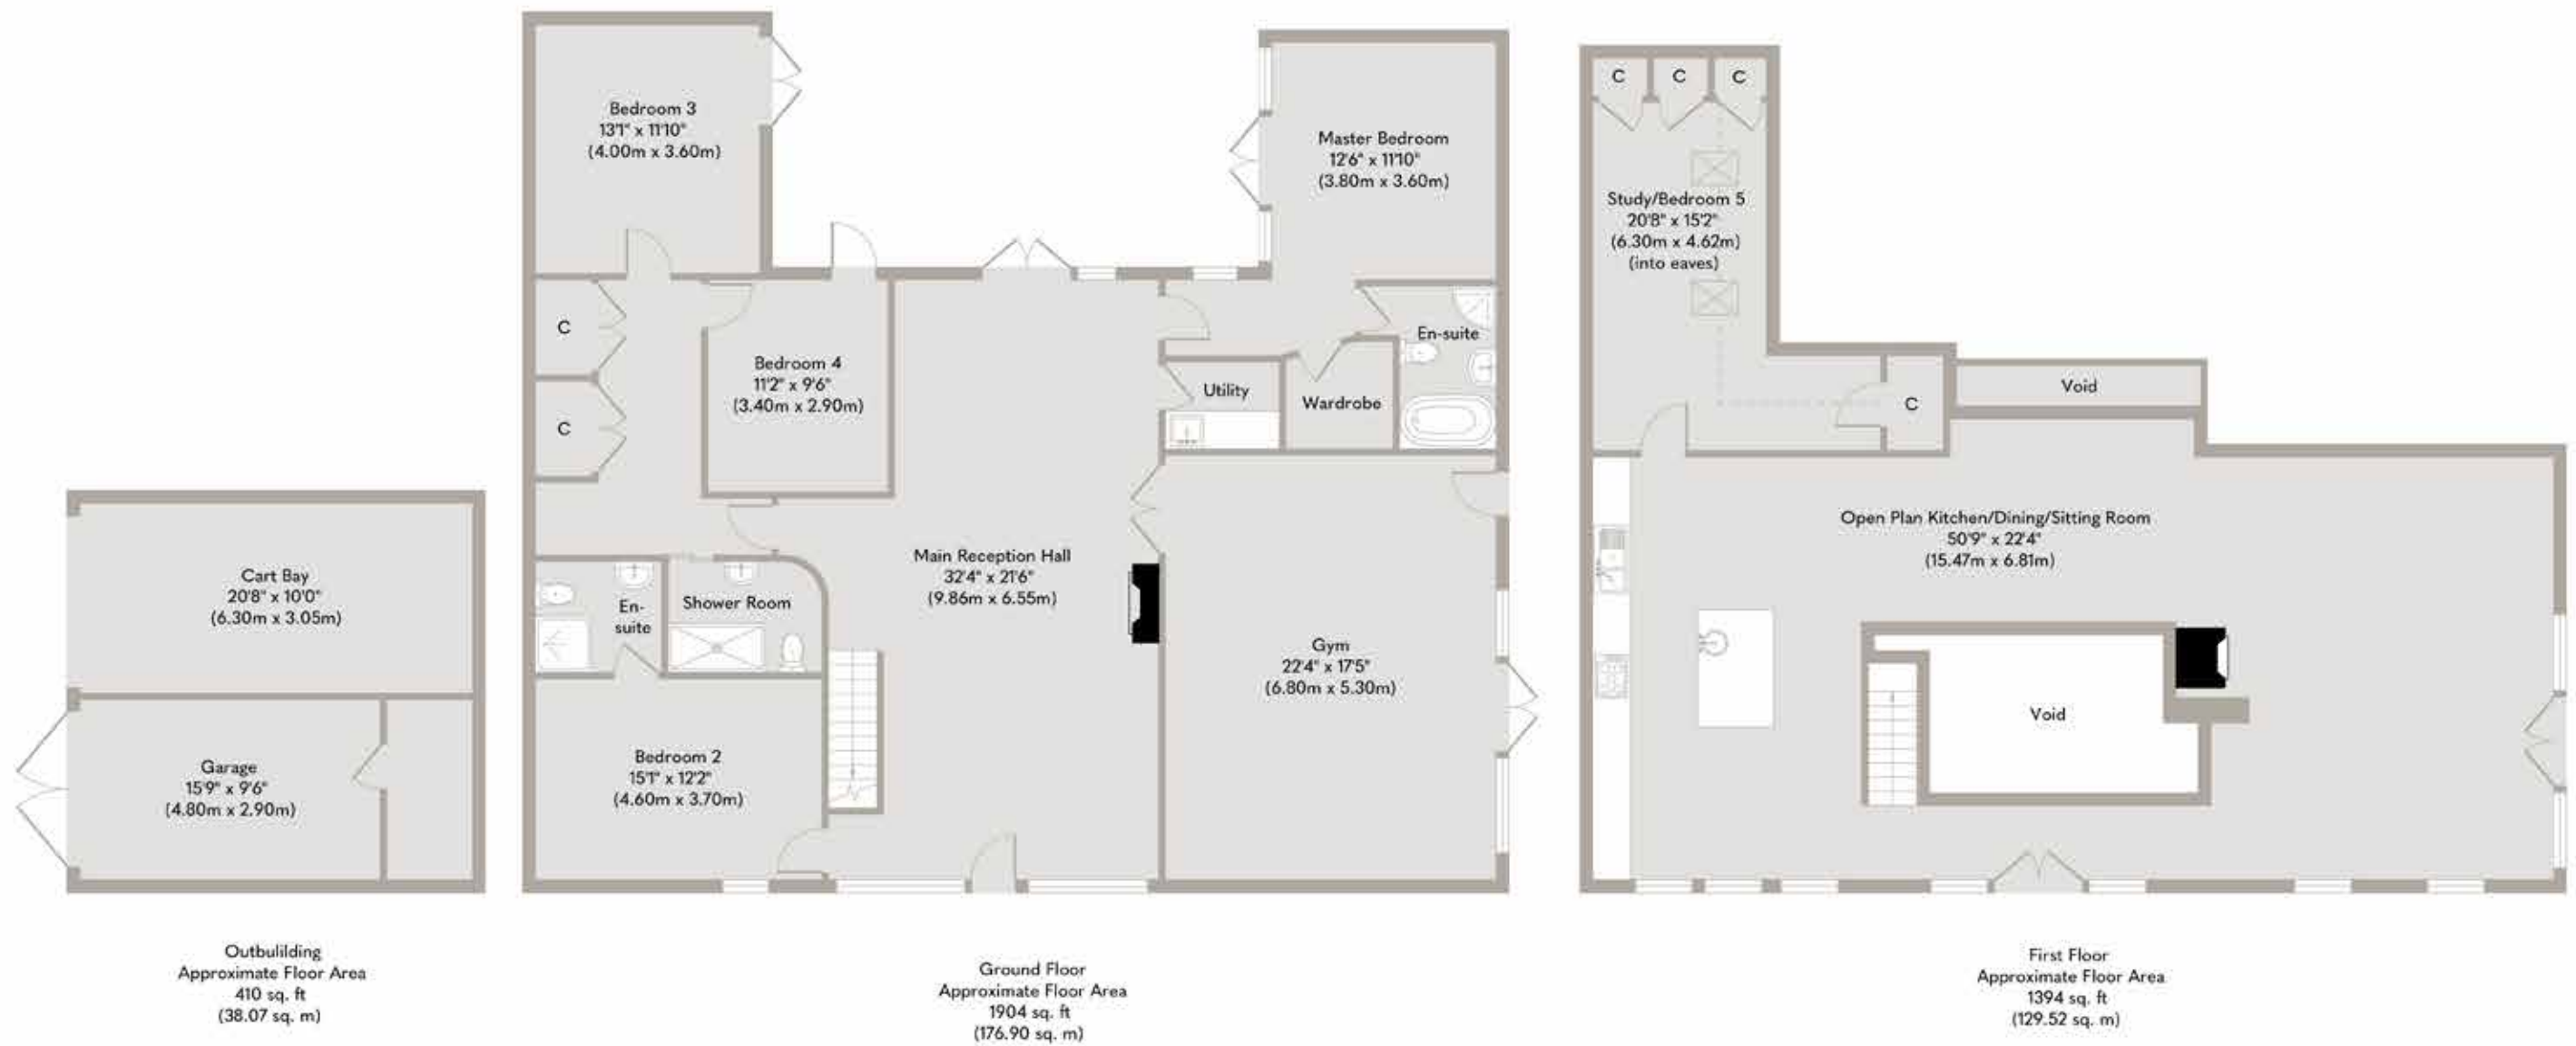 Cart Bay
20'8" x 10'0"
(6.30m x 3.05m)
Garage
15'9" x 9'6"
(4.80m x 2.90m)
Outbulilding
Approximate Floor Area
410 sq. ft
(38.07 sq. m)
Bedroom 3
13'1" x 11'10"
(4.00m x 3.60m)
Master Bedroom
12'6" x 11'10"
(3.80m x 3.60m)
C
C
Bedroom 4
11'2" x 9'6"
(3.40m x 2.90m)
En-suite
Utility
Wardrobe
Main Reception Hall
32'4" x 21'6"
(9.86m x 6.55m)
En-
suite
Shower Room
Gym
22'4" x 17'5"
(6.80m x 5.30m)
Bedroom 2
15'1" x 12'2"
(4.60m x 3.70m)
Ground Floor
Approximate Floor Area
1904 sq. ft
(176.90 sq. m)
C
C
C
Study/Bedroom 5
20'8" x 15'2"
(6.30m x 4.62m)
(into eaves)
Void
C
Open Plan Kitchen/Dining/Sitting Room
50'9" x 22'4"
(15.47m x 6.81m)
Void
First Floor
Approximate Floor Area
1394 sq. ft
(129.52 sq. m)